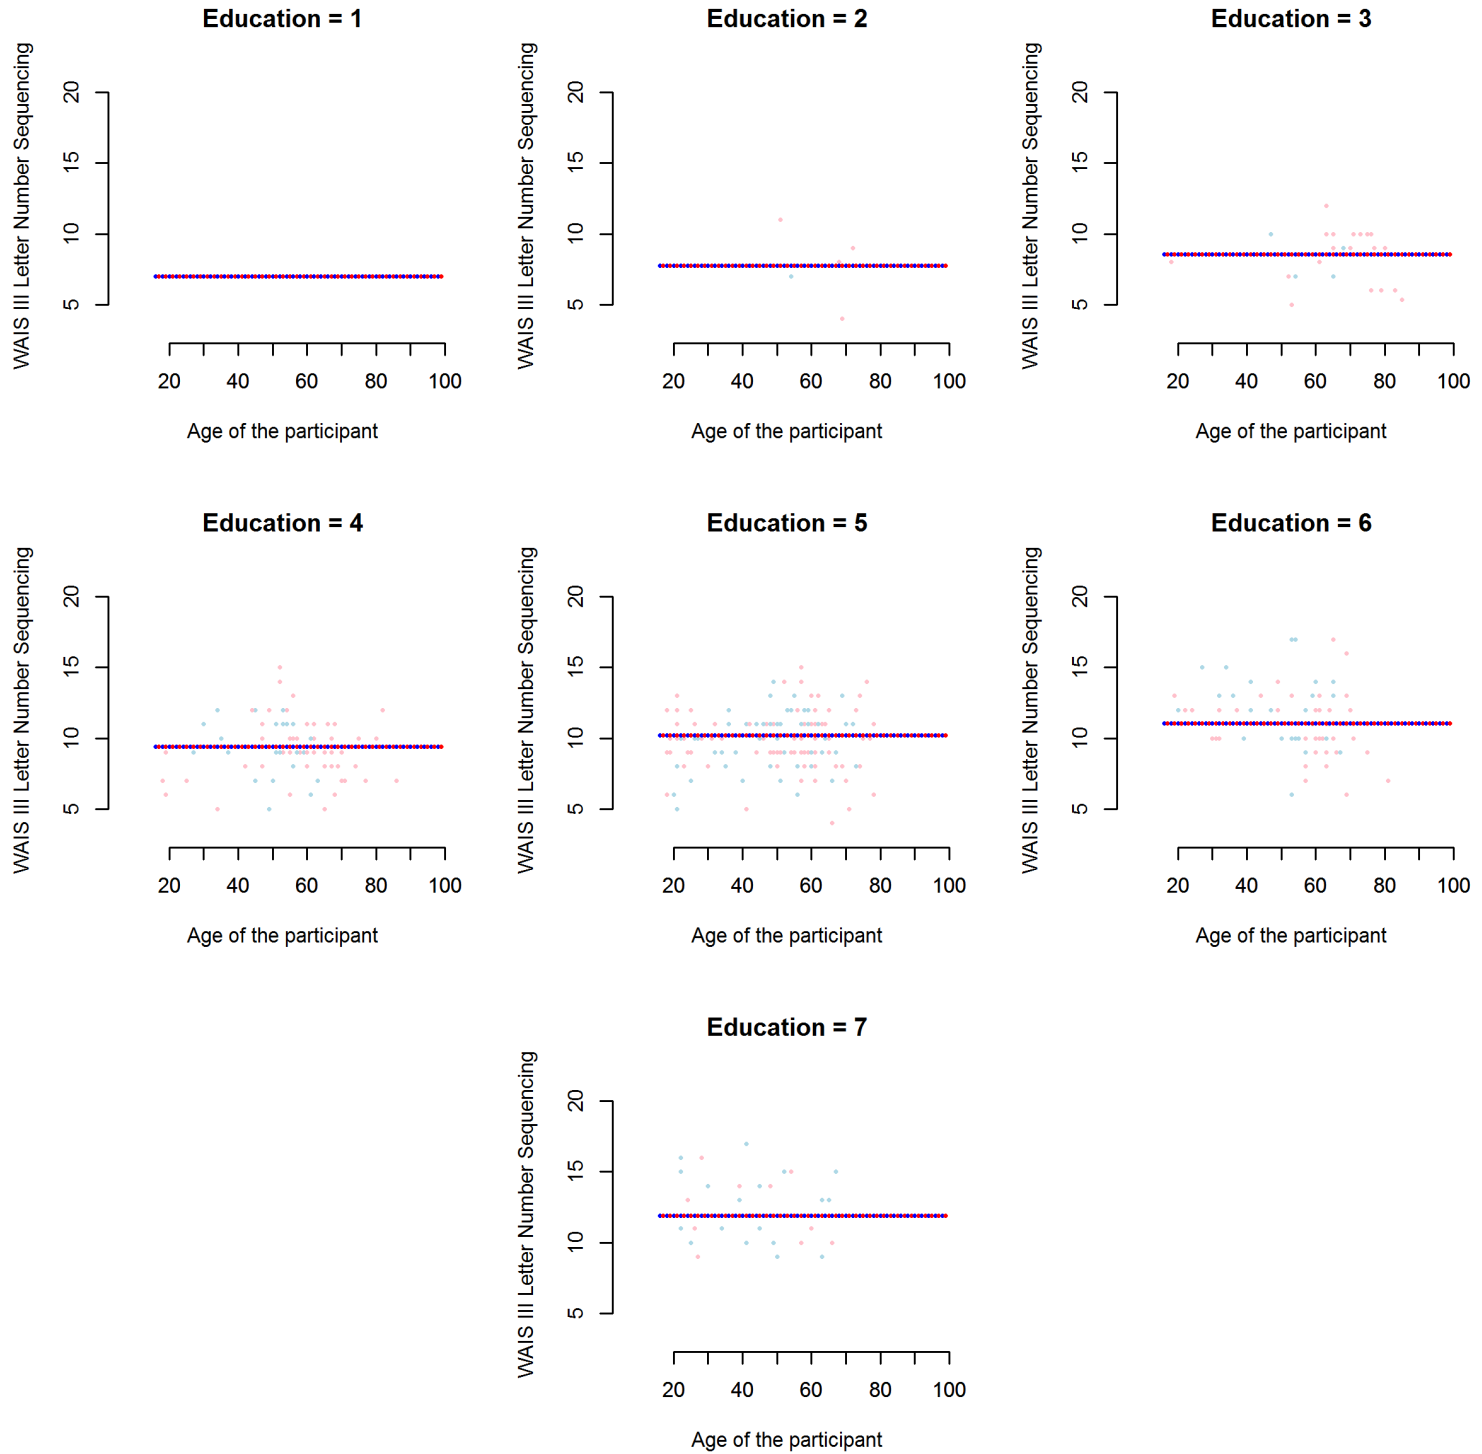 Education = 1
WAIS III Letter Number Sequencing
20
15
10
5
20 40 60 80 100
Age of the participant
Education = 2
WAIS III Letter Number Sequencing
20
15
10
5
20 40 60 80 100
Age of the participant
Education = 3
WAIS III Letter Number Sequencing
20
15
10
5
20 40 60 80 100
Age of the participant
Education = 4
WAIS III Letter Number Sequencing
20
15
10
5
20 40 60 80 100
Age of the participant
Education = 5
WAIS III Letter Number Sequencing
20
15
10
5
20 40 60 80 100
Age of the participant
Education = 6
WAIS III Letter Number Sequencing
20
15
10
5
20 40 60 80 100
Age of the participant
Education = 7
WAIS III Letter Number Sequencing
20
15
10
5
20 40 60 80 100
Age of the participant